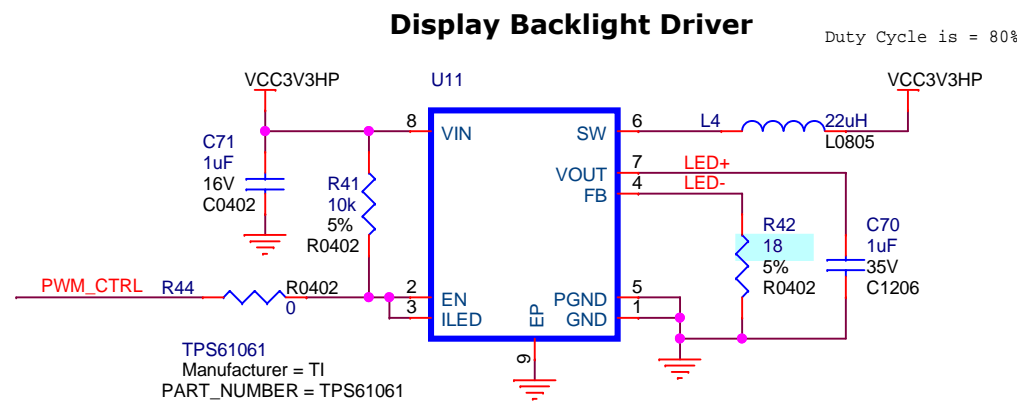 Display Backlight Driver
Duty Cycle is = 80%
VCC3V3HP
U11
VCC3V3HP
8
VIN
SW
6
L4
22uH
L0805
C71
1uF
16V
C0402
R41
10k
5%
R0402
VOUT
7
LED+
FB
4
LED-
R42
18
5%
R0402
C70
1uF
35V
C1206
PWM_CTRL
R44
R0402
0
2
EN
3
ILED
EP
9
PGND
5
GND
1
TPS61061
Manufacturer = TI
PART_NUMBER = TPS61061